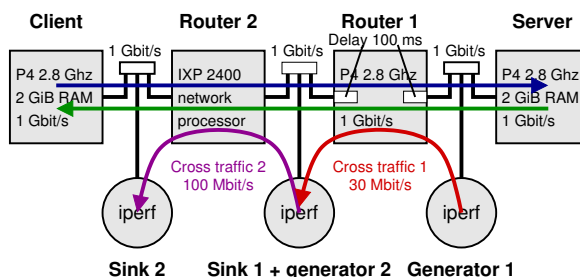 Client
Router 2
Router 1
Server
1 Gbit/s
1 Gbit/s
Delay 100 ms
1 Gbit/s
P4 2.8 Ghz
2 GiB RAM
1 Gbit/s
IXP 2400
network
processor
P4 2.8 Ghz
1 Gbit/s
P4 2.8 Ghz
2 GiB RAM
1 Gbit/s
Cross traffic 2
100 Mbit/s
Cross traffic 1
30 Mbit/s
iperf
iperf
iperf
Sink 2
Sink 1 + generator 2
Generator 1